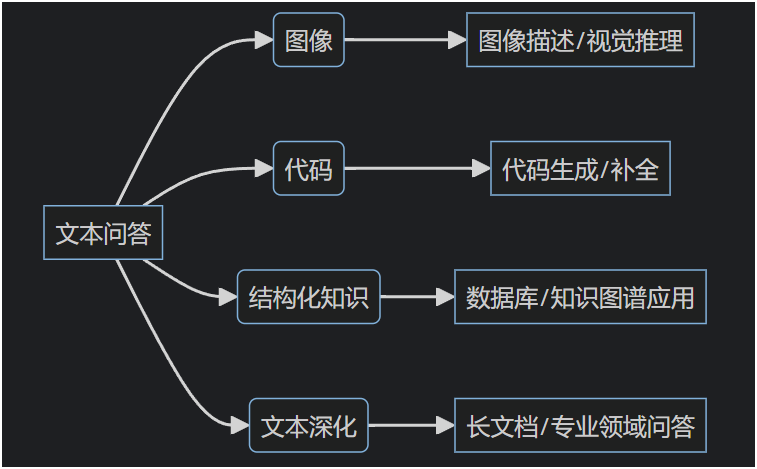 图像
图像描述/视觉推理
代码
代码生成/补全
文本问答
结构化知识
数据库/知识图谱应用
文本深化
长文档/专业领域问答